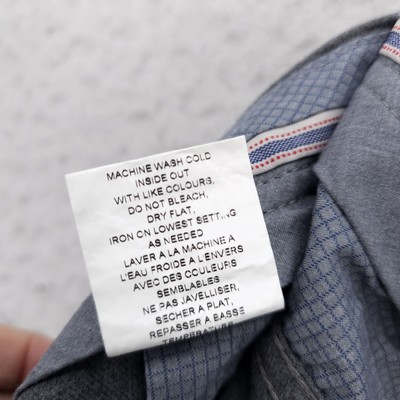 MACHINE WASH COLD
INSIDE OUT
WITH LIKE COLOURS,
DO NOT BLEACH,
DRY FLAT,
IRON ON LOWEST SETTING
AS NEEDED
LAVER A LA MACHINE A
L'EAU FROIDE A L'ENVERS
AVEC DES COULEURS
SEMBLABLES
NE PAS JAVELLISER,
SECHER A PLAT,
REPASSER A BASSE
TEMPERATURE